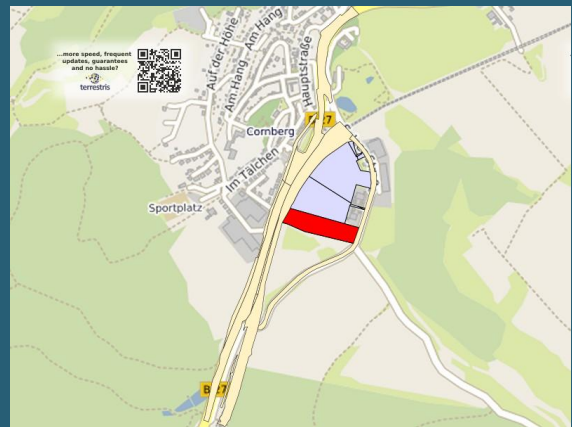 ...more speed, frequent
updates, guarantees
and no hassle?
terrestris
Auf der Höhe
Am Hang
Am Hang
Hauptstraße
B 27
Cornberg
Im Tälchen
Sportplatz
B 27